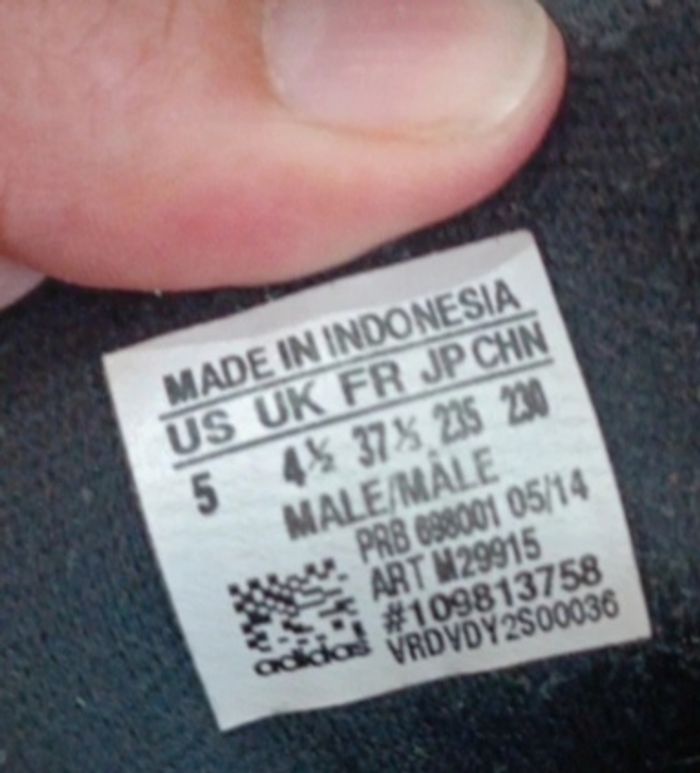 MADE IN INDONESIA
US UK FR JP CHN
5 4½ 37⅓ 235 230
MALE/MÂLE
PRB 698001 05/14
ART M29915
#109813758
VRDVDY2S00036
adidas